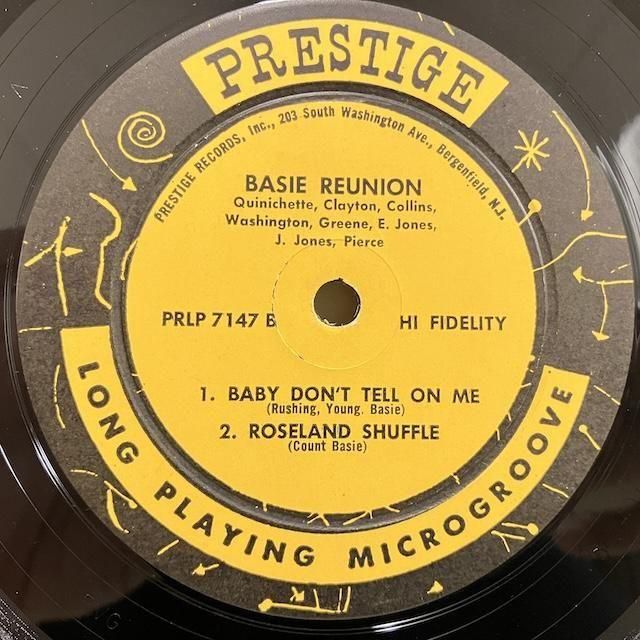 PRESTIGE
PRESTIGE RECORDS, Inc., 203 South Washington Ave., Bergenfield, N.J.
BASIE REUNION
Quinichette, Clayton, Collins,
Washington, Greene, E. Jones,
J. Jones, Pierce
PRLP 7147 B HI FIDELITY
1. BABY DON'T TELL ON ME
(Rushing, Young. Basie)
2. ROSELAND SHUFFLE
(Count Basie)
LONG PLAYING MICROGROOVE